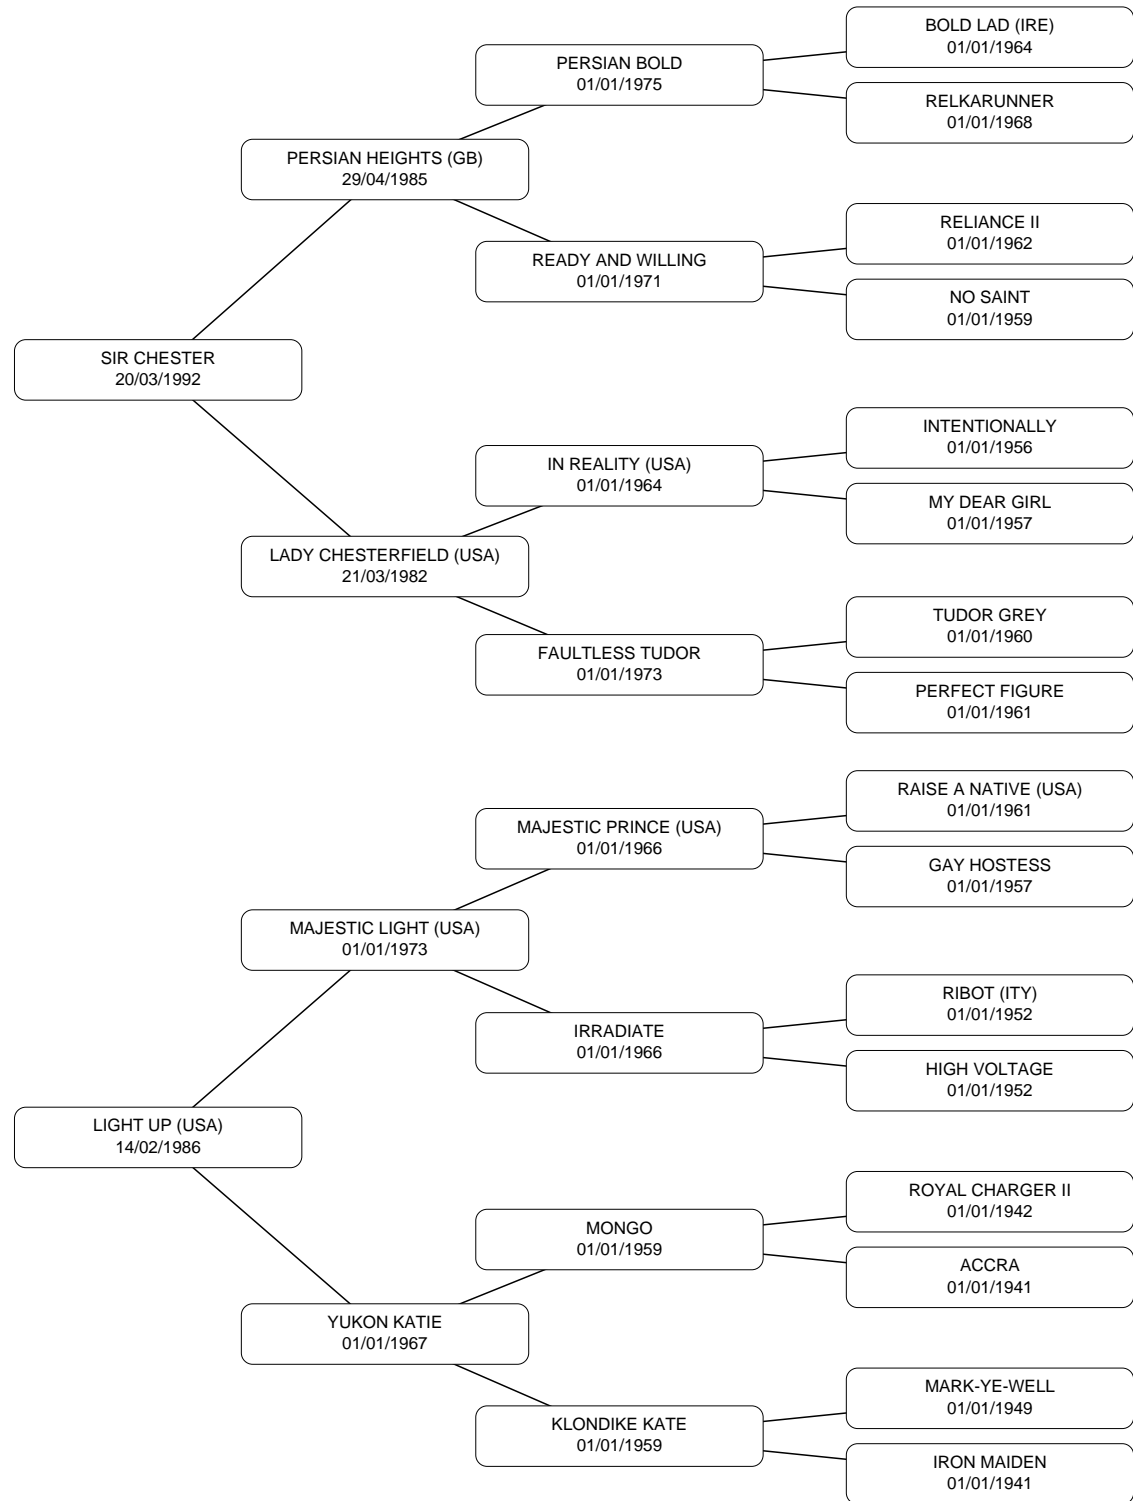 BOLD LAD (IRE)
01/01/1964
PERSIAN BOLD
01/01/1975
RELKARUNNER
01/01/1968
PERSIAN HEIGHTS (GB)
29/04/1985
RELIANCE II
01/01/1962
READY AND WILLING
01/01/1971
NO SAINT
01/01/1959
SIR CHESTER
20/03/1992
INTENTIONALLY
01/01/1956
IN REALITY (USA)
01/01/1964
MY DEAR GIRL
01/01/1957
LADY CHESTERFIELD (USA)
21/03/1982
TUDOR GREY
01/01/1960
FAULTLESS TUDOR
01/01/1973
PERFECT FIGURE
01/01/1961
RAISE A NATIVE (USA)
01/01/1961
MAJESTIC PRINCE (USA)
01/01/1966
GAY HOSTESS
01/01/1957
MAJESTIC LIGHT (USA)
01/01/1973
RIBOT (ITY)
01/01/1952
IRRADIATE
01/01/1966
HIGH VOLTAGE
01/01/1952
LIGHT UP (USA)
14/02/1986
ROYAL CHARGER II
01/01/1942
MONGO
01/01/1959
ACCRA
01/01/1941
YUKON KATIE
01/01/1967
MARK-YE-WELL
01/01/1949
KLONDIKE KATE
01/01/1959
IRON MAIDEN
01/01/1941